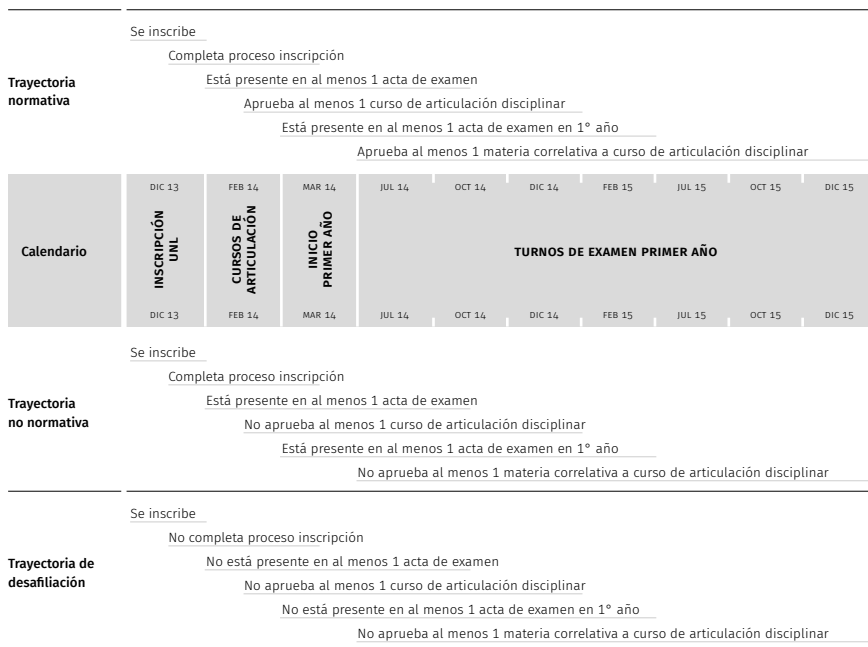 Se inscribe
Completa proceso inscripción
Está presente en al menos 1 acta de examen
Aprueba al menos 1 curso de articulación disciplinar
Está presente en al menos 1 acta de examen en 1° año
Aprueba al menos 1 materia correlativa a curso de articulación disciplinar
Trayectoria
normativa
DIC 13 FEB 14 MAR 14 JUL 14 OCT 14 DIC 14 FEB 15 JUL 15 OCT 15 DIC 15
Calendario
INSCRIPCIÓN
UNL
CURSOS DE
ARTICULACIÓN
INICIO
PRIMER AÑO
TURNOS DE EXAMEN PRIMER AÑO
DIC 13 FEB 14 MAR 14 JUL 14 OCT 14 DIC 14 FEB 15 JUL 15 OCT 15 DIC 15
Se inscribe
Completa proceso inscripción
Está presente en al menos 1 acta de examen
No aprueba al menos 1 curso de articulación disciplinar
Está presente en al menos 1 acta de examen en 1° año
No aprueba al menos 1 materia correlativa a curso de articulación disciplinar
Trayectoria
no normativa
Se inscribe
No completa proceso inscripción
No está presente en al menos 1 acta de examen
No aprueba al menos 1 curso de articulación disciplinar
No está presente en al menos 1 acta de examen en 1° año
No aprueba al menos 1 materia correlativa a curso de articulación disciplinar
Trayectoria de
desafiliación